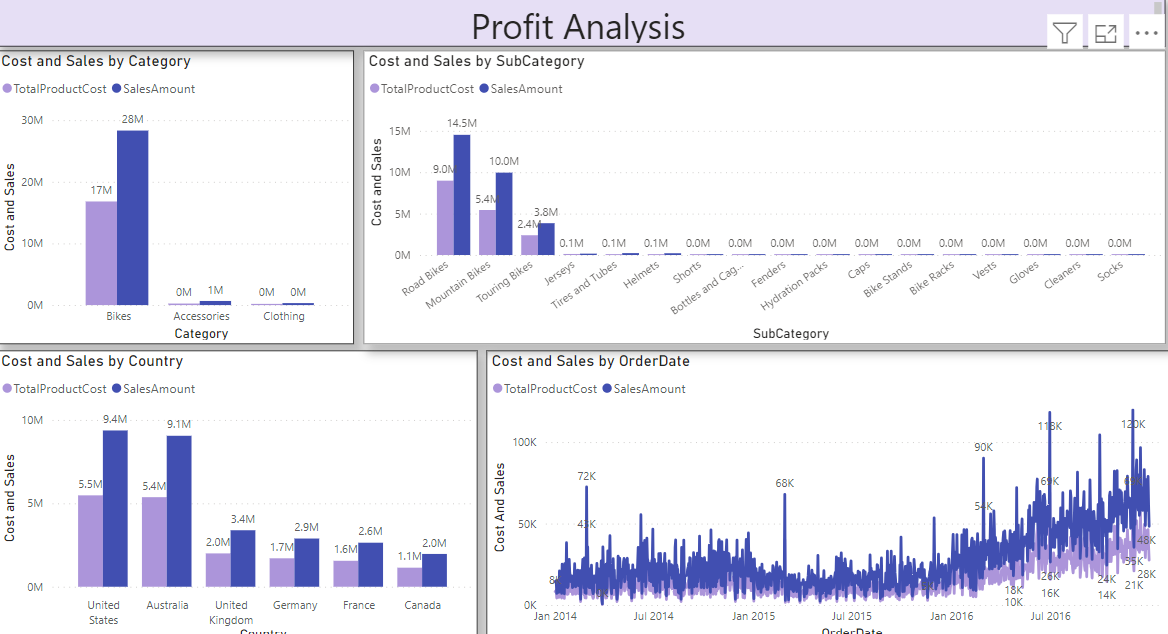 Profit Analysis
Cost and Sales by Category
TotalProductCost SalesAmount
Cost and Sales
30M
20M
10M
0M
17M
28M
0M
1M
0M
0M
Bikes
Accessories
Clothing
Category
Cost and Sales by SubCategory
TotalProductCost SalesAmount
Cost and Sales
15M
10M
5M
0M
9.0M
14.5M
5.4M
10.0M
2.4M
3.8M
0.1M
0.1M
0.1M
0.0M
0.0M
0.0M
0.0M
0.0M
0.0M
0.0M
0.0M
0.0M
0.0M
0.0M
Road Bikes
Mountain Bikes
Touring Bikes
Jerseys
Tires and Tubes
Helmets
Shorts
Bottles and Cag...
Fenders
Hydration Packs
Caps
Bike Stands
Bike Racks
Vests
Gloves
Cleaners
Socks
SubCategory
Cost and Sales by Country
TotalProductCost SalesAmount
Cost and Sales
10M
5M
0M
5.5M
9.4M
5.4M
9.1M
2.0M
3.4M
1.7M
2.9M
1.6M
2.6M
1.1M
2.0M
United
States
Australia
United
Kingdom
Germany
France
Canada
Country
Cost and Sales by OrderDate
TotalProductCost SalesAmount
Cost And Sales
100K
50K
0K
72K
68K
90K
54K
118K
69K
120K
48K
35K
28K
26K
24K
21K
18K
16K
14K
10K
Jan 2014
Jul 2014
Jan 2015
Jul 2015
Jan 2016
Jul 2016
OrderDate